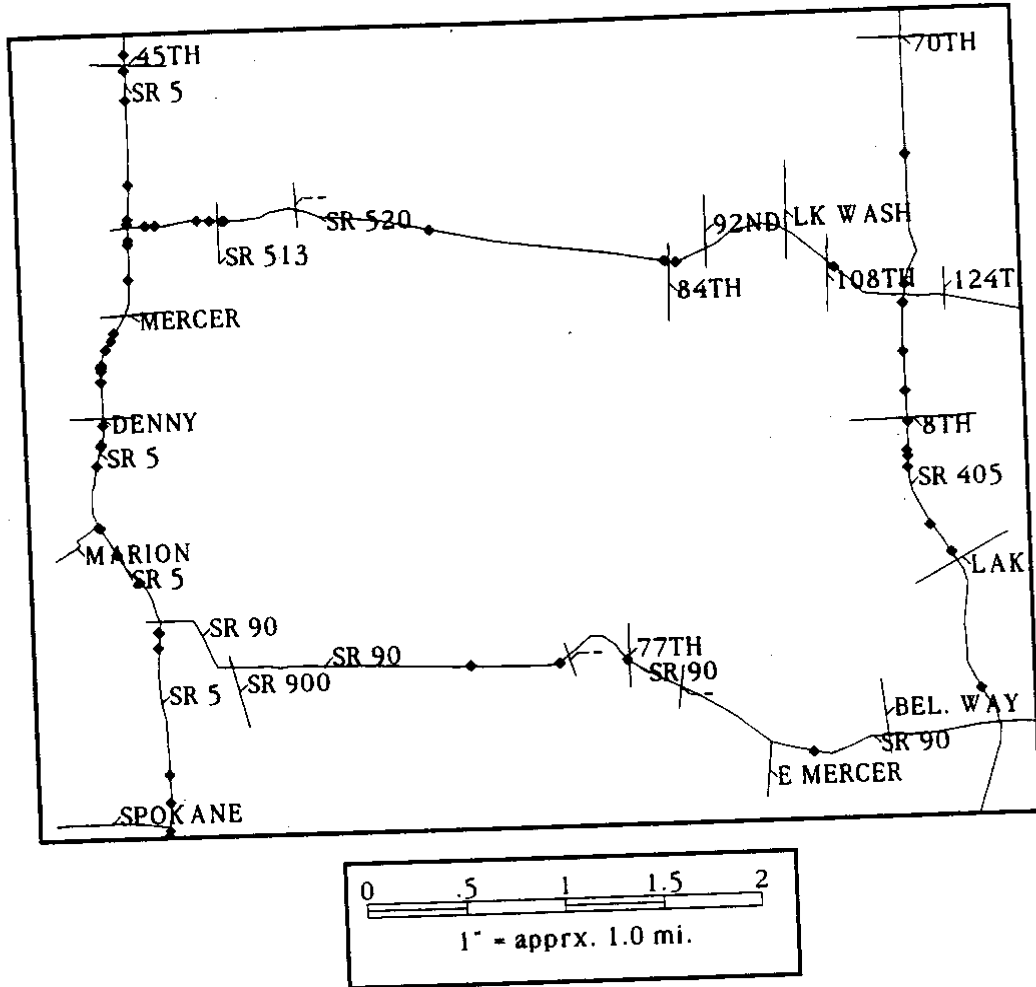 45TH
70TH
SR 5
--
SR 520
92ND
LK WASH
SR 513
84TH
108TH
124T
MERCER
DENNY
8TH
SR 5
SR 405
MARION
LAK
SR 5
SR 90
SR 90
--
77TH
SR 90
SR 900
SR 5
--
BEL. WAY
SR 90
E MERCER
SPOKANE
0 .5 1 1.5 2
1" = apprx. 1.0 mi.